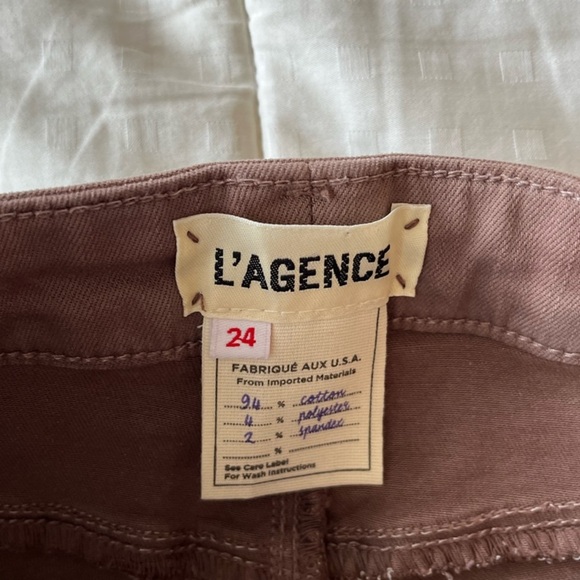 L'AGENCE
24
FABRIQUÉ AUX U.S.A.
From Imported Materials
94 % cotton
4 % polyester
2 % spandex
%
See Care Label
For Wash Instructions